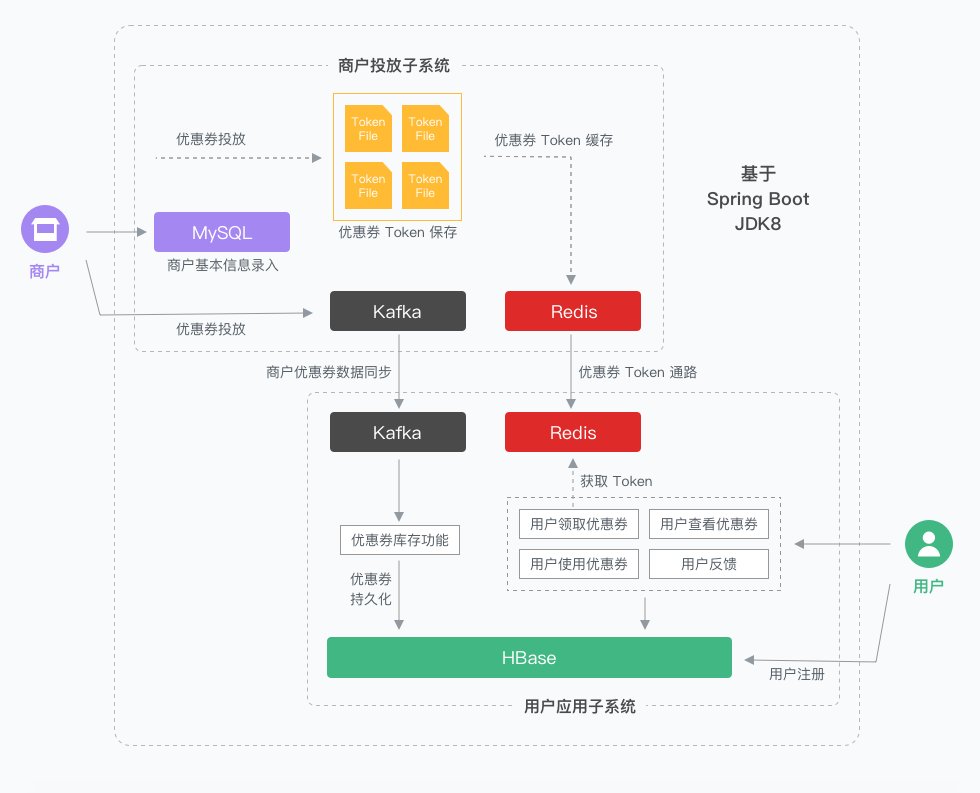 商户投放子系统
优惠券投放
Token
File
Token
File
Token
File
Token
File
优惠券 Token 保存
优惠券 Token 缓存
基于
Spring Boot
JDK8
商户
MySQL
商户基本信息录入
优惠券投放
Kafka
Redis
商户优惠券数据同步
优惠券 Token 通路
Kafka
Redis
获取 Token
优惠券库存功能
用户领取优惠券
用户查看优惠券
用户使用优惠券
用户反馈
用户
优惠券
持久化
HBase
用户注册
用户应用子系统